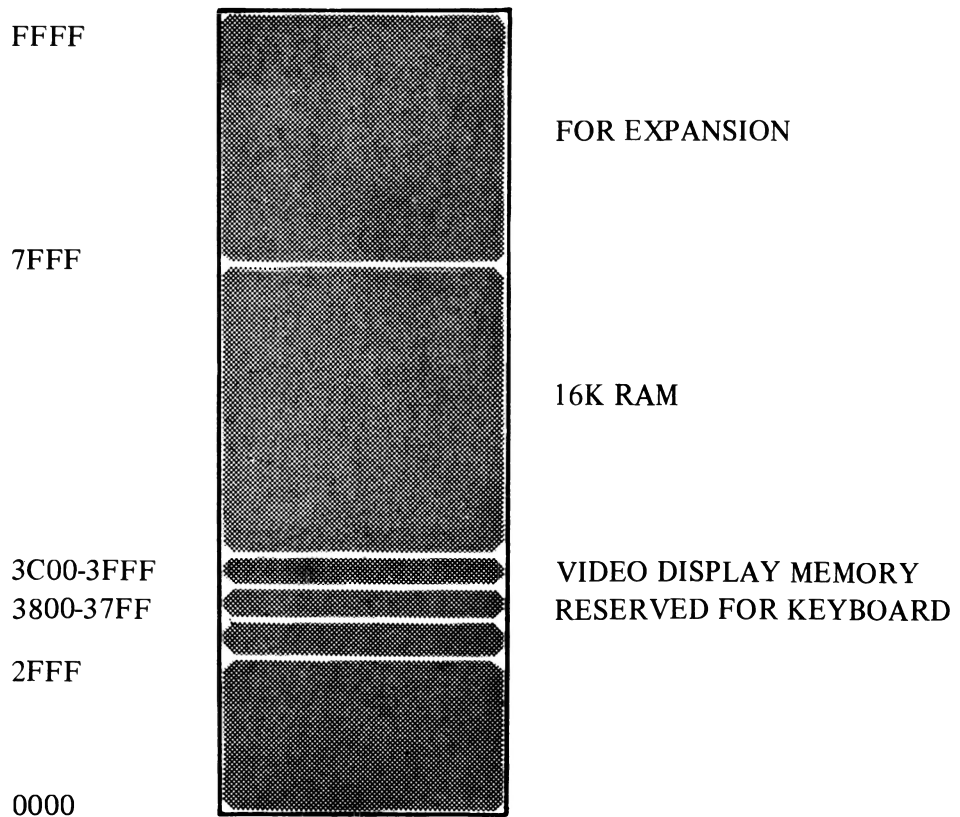 FFFF
FOR EXPANSION
7FFF
16K RAM
3C00-3FFF VIDEO DISPLAY MEMORY
3800-37FF RESERVED FOR KEYBOARD
2FFF
0000